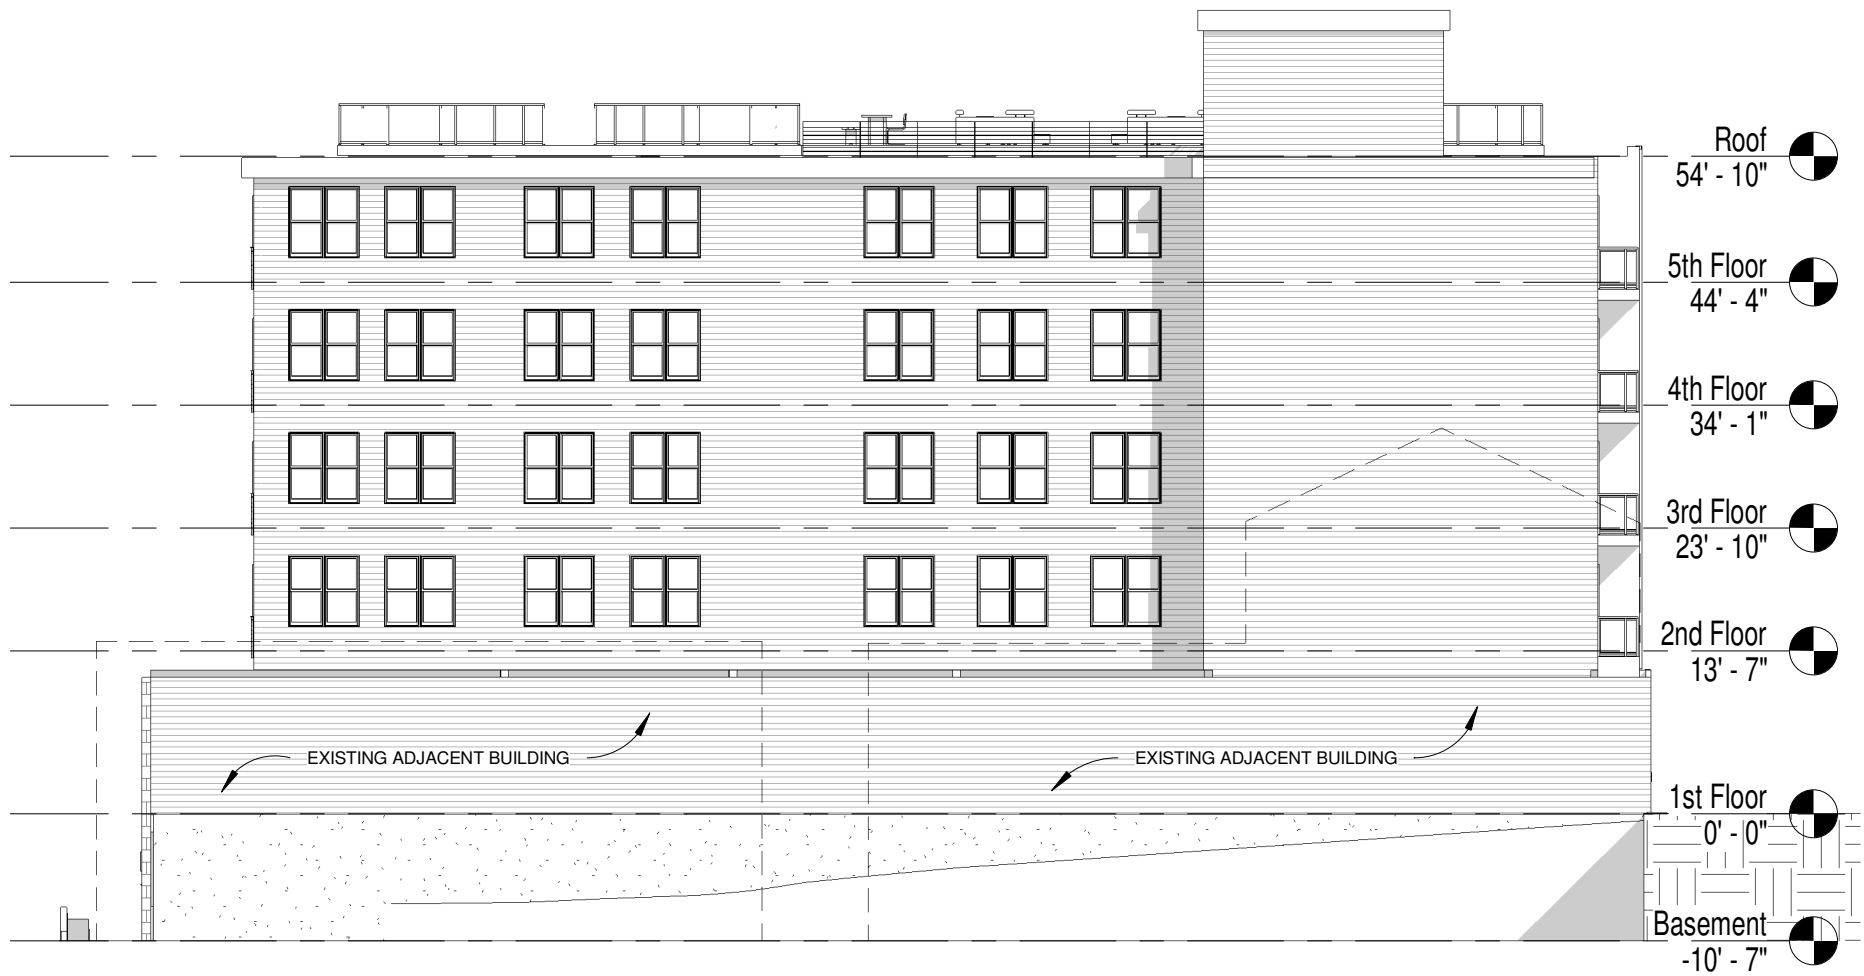 Roof
54' - 10"
5th Floor
44' - 4"
4th Floor
34' - 1"
3rd Floor
23' - 10"
2nd Floor
13' - 7"
EXISTING ADJACENT BUILDING
EXISTING ADJACENT BUILDING
1st Floor
0' - 0"
Basement
-10' - 7"